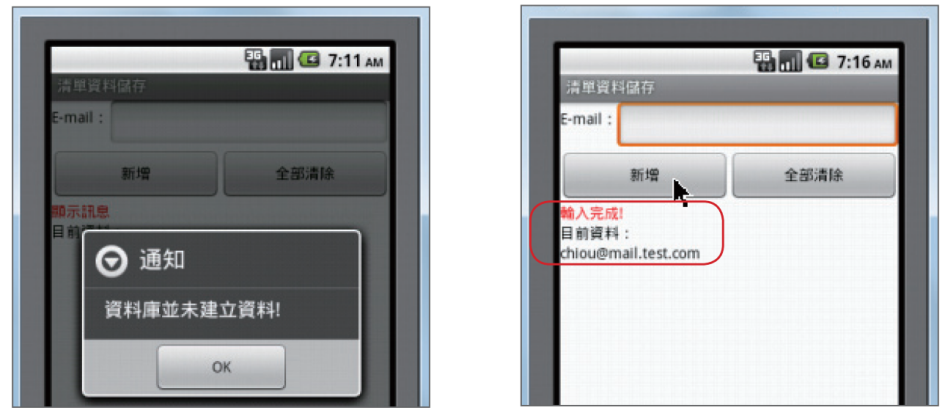 3G 7:11 AM
清單資料儲存
E-mail：
新增 全部清除
顯示訊息
目前
通知
資料庫並未建立資料!
OK
3G 7:16 AM
清單資料儲存
E-mail：
新增 全部清除
輸入完成!
目前資料：
chiou@mail.test.com